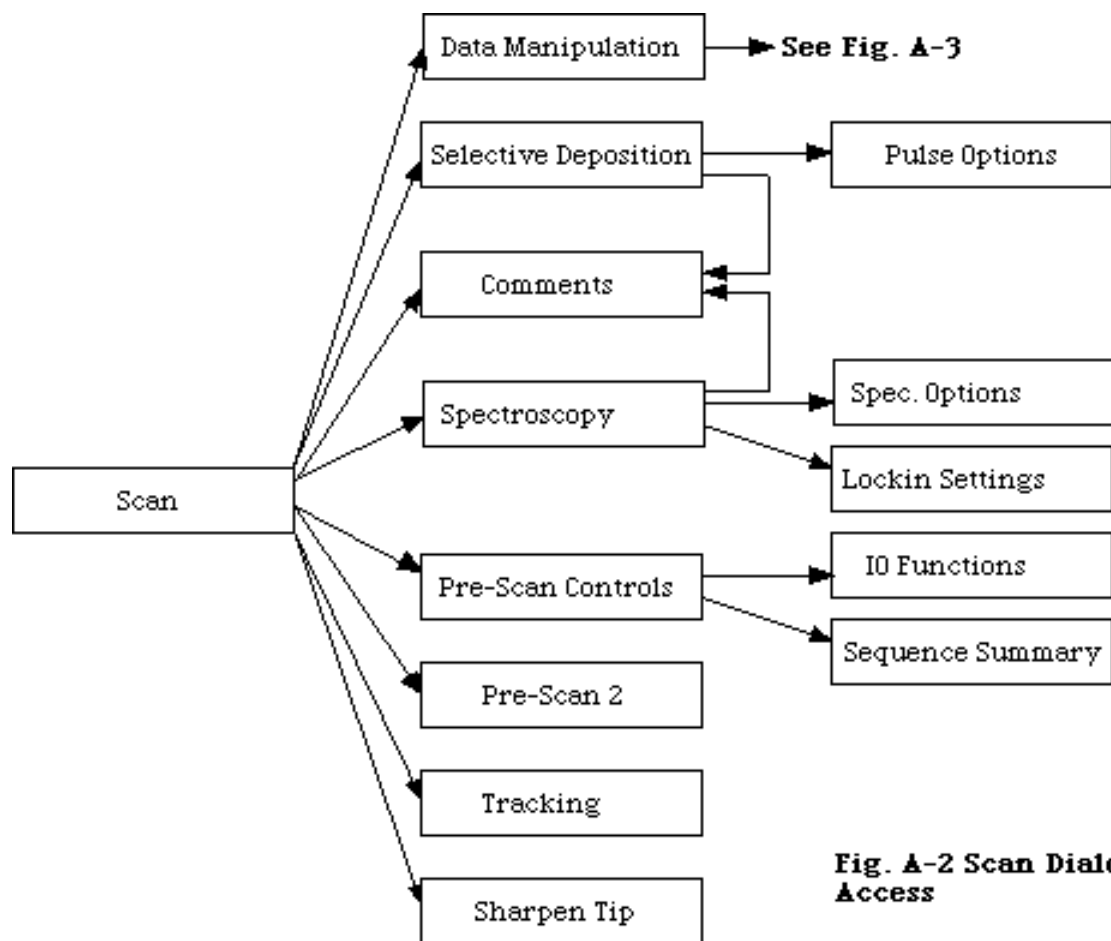 Data Manipulation
See Fig. A-3
Selective Deposition
Pulse Options
Comments
Spectroscopy
Spec. Options
Lockin Settings
Scan
Pre-Scan Controls
IO Functions
Sequence Summary
Pre-Scan 2
Tracking
Sharpen Tip
Fig. A-2 Scan
Access